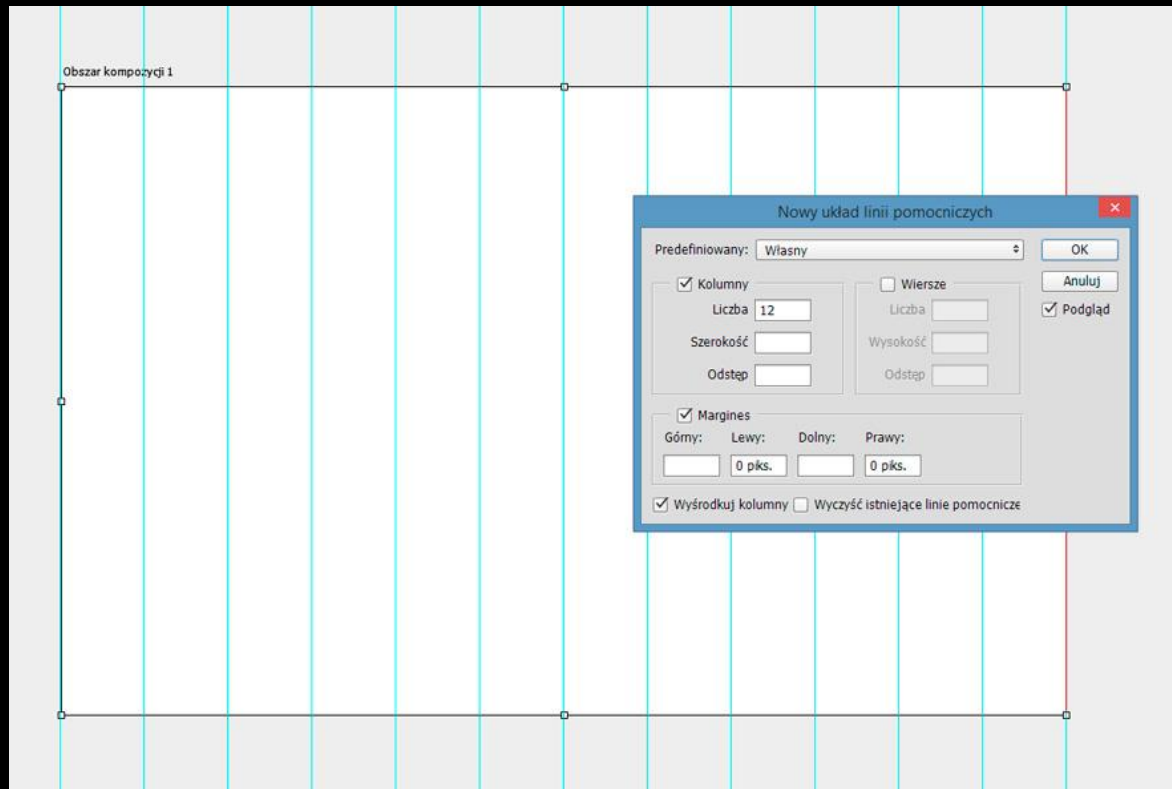 Obszar kompozycji 1
Nowy układ linii pomocniczych
Predefiniowany: Własny
OK
Kolumny
Wiersze
Anuluj
Liczba 12
Liczba
Podgląd
Szerokość
Wysokość
Odstęp
Odstęp
Margines
Górny: Lewy: Dolny: Prawy:
0 piks. 0 piks.
Wyśrodkuj kolumny Wyczyść istniejące linie pomocnicze